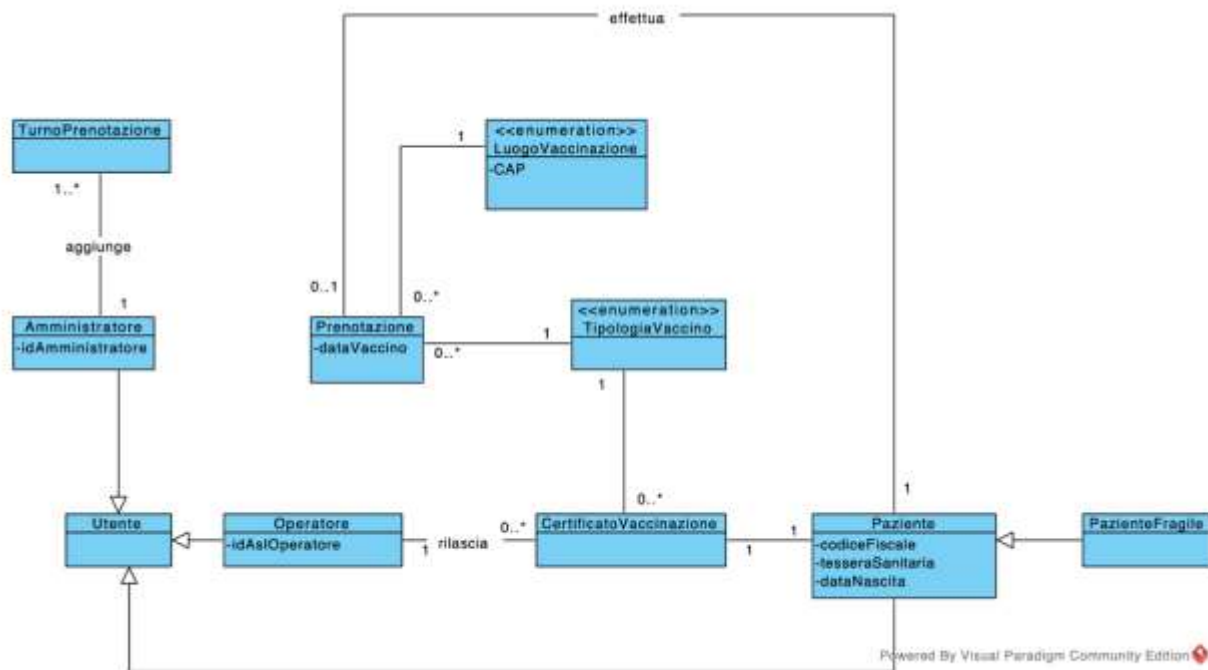 effettua
TurnoPrenotazione
1..*
aggiunge
1
Amministratore
-idAmministratore
<<enumeration>>
LuogoVaccinazione
-CAP
1
0..1
0..*
Prenotazione
-dataVaccino
0..*
1
<<enumeration>>
TipologiaVaccino
1
0..*
1
Utente
Operatore
-idAslOperatore
1
rilascia
0..*
CertificatoVaccinazione
1
1
Paziente
-codiceFiscale
-tesseraSanitaria
-dataNascita
PazienteFragile
Powered By Visual Paradigm Community Edition